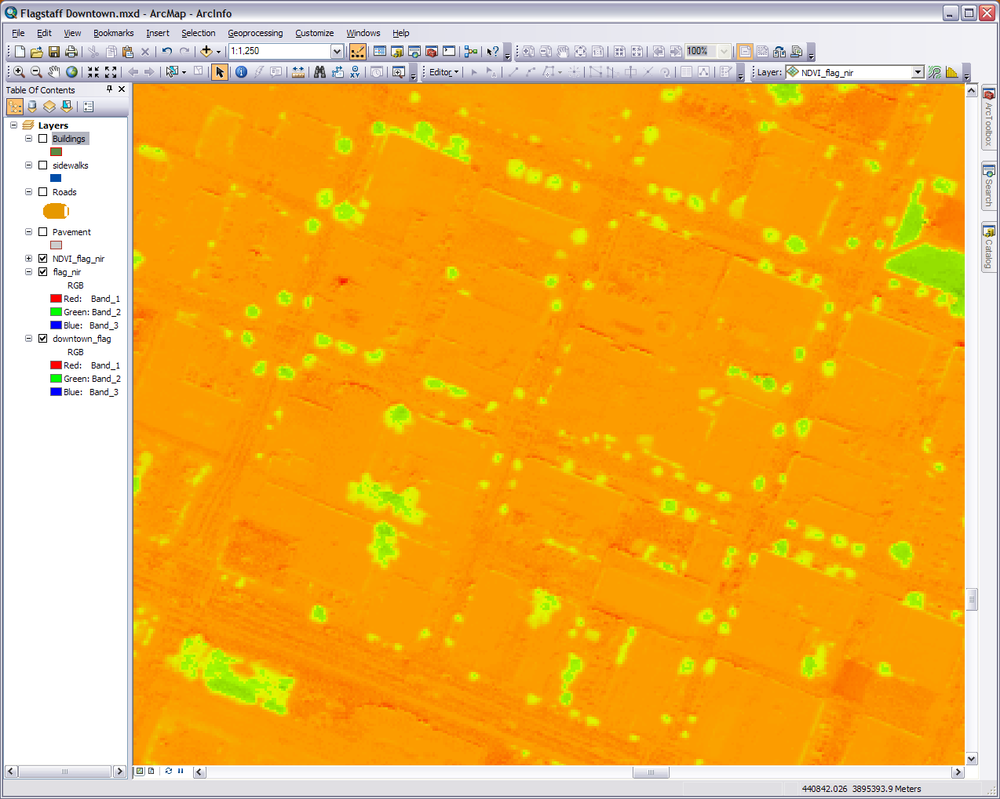 Flagstaff Downtown.mxd - ArcMap - ArcInfo
File Edit View Bookmarks Insert Selection Geoprocessing Customize Windows Help
1:1,250 100%
Editor Layer: NDVI_flag_nir
Table Of Contents
Layers
Buildings
sidewalks
Roads
Pavement
NDVI_flag_nir
flag_nir
RGB
Red: Band_1
Green: Band_2
Blue: Band_3
downtown_flag
RGB
Red: Band_1
Green: Band_2
Blue: Band_3
ArcToolbox
Search
Catalog
440842.026 3895393.9 Meters